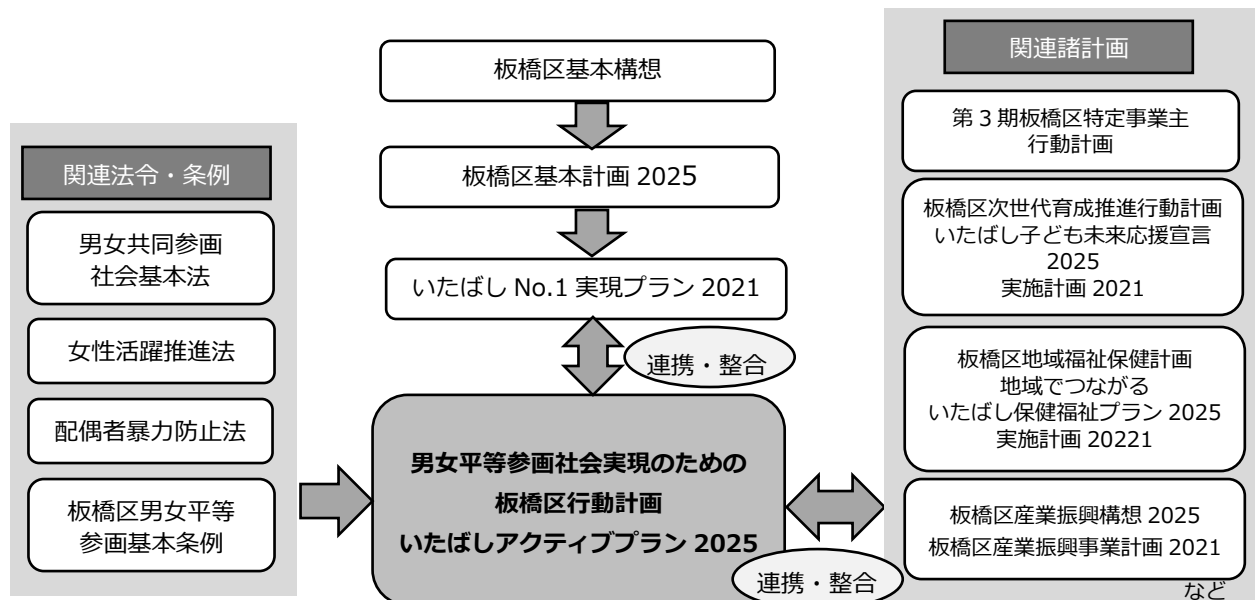 関連法令・条例
男女共同参画
社会基本法
女性活躍推進法
配偶者暴力防止法
板橋区男女平等
参画基本条例
板橋区基本構想
板橋区基本計画 2025
いたばし No.1 実現プラン 2021
連携・整合
男女平等参画社会実現のための
板橋区行動計画
いたばしアクティブプラン 2025
連携・整合
関連諸計画
第 3 期板橋区特定事業主
行動計画
板橋区次世代育成推進行動計画
いたばし子ども未来応援宣言
2025
実施計画 2021
板橋区地域福祉保健計画
地域でつながる
いたばし保健福祉プラン 2025
実施計画 20221
板橋区産業振興構想 2025
板橋区産業振興事業計画 2021
など